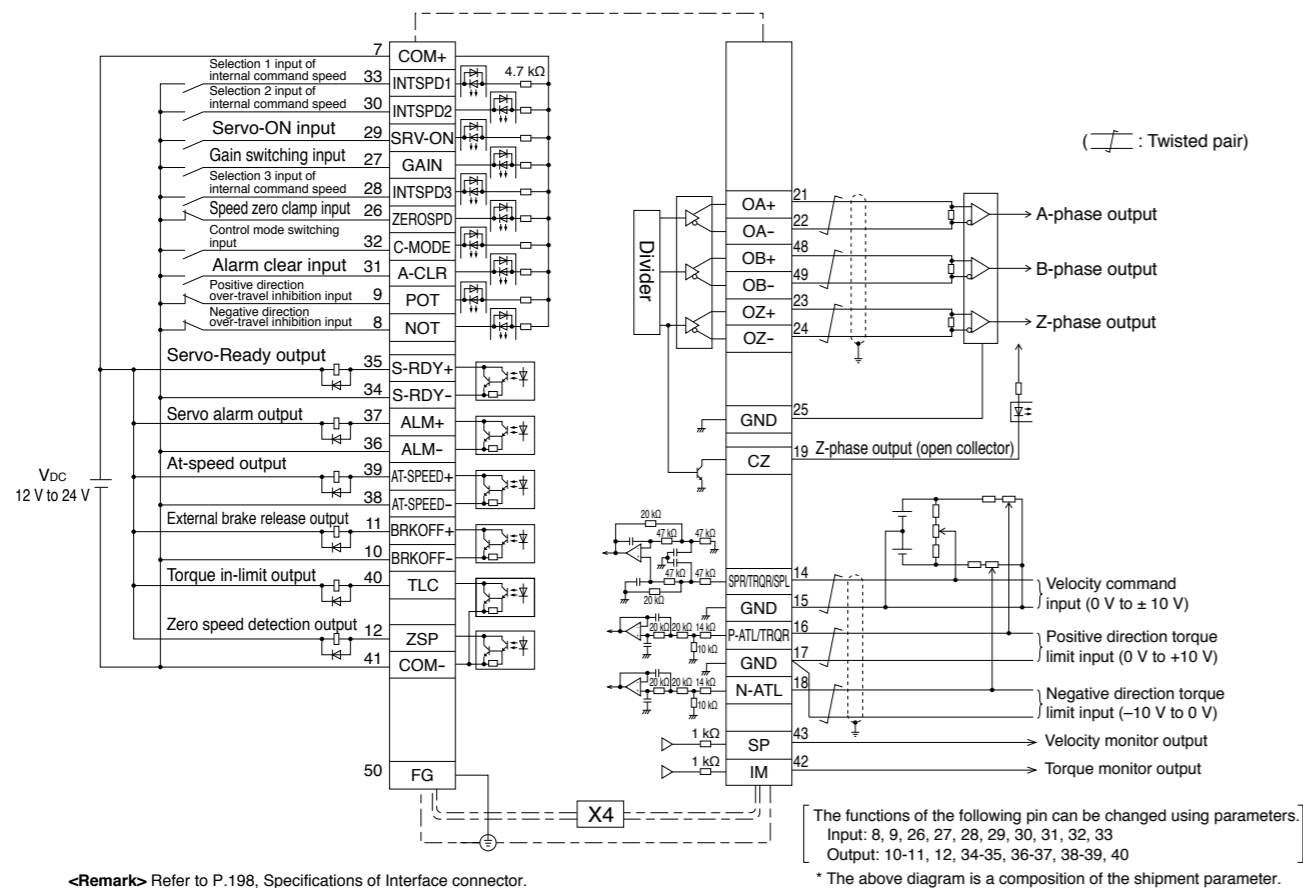 7 COM+
Selection 1 input of
internal command speed 33 INTSPD1 4.7 kΩ
Selection 2 input of
internal command speed 30 INTSPD2
Servo-ON input 29 SRV-ON
Gain switching input 27 GAIN
Selection 3 input of
internal command speed 28 INTSPD3
Speed zero clamp input 26 ZEROSPD
Control mode switching
input 32 C-MODE
Alarm clear input 31 A-CLR
Positive direction
over-travel inhibition input 9 POT
Negative direction
over-travel inhibition input 8 NOT
Servo-Ready output 35 S-RDY+
34 S-RDY−
Servo alarm output 37 ALM+
36 ALM−
At-speed output 39 AT-SPEED+
38 AT-SPEED−
VDC
12 V to 24 V
External brake release output 11 BRKOFF+
10 BRKOFF−
Torque in-limit output 40 TLC
Zero speed detection output 12 ZSP
41 COM−
50 FG
X4
( : Twisted pair)
Divider
OA+ 21 A-phase output
OA− 22
OB+ 48 B-phase output
OB− 49
OZ+ 23 Z-phase output
OZ− 24
GND 25
CZ 19 Z-phase output (open collector)
20 kΩ
47 kΩ 47 kΩ
47 kΩ 47 kΩ
20 kΩ
SPR/TRQR/SPL 14 Velocity command
GND 15 input (0 V to ± 10 V)
20 kΩ 20 kΩ 14 kΩ
10 kΩ
P-ATL/TRQR 16 Positive direction torque
GND 17 limit input (0 V to +10 V)
20 kΩ 20 kΩ 14 kΩ
10 kΩ
N-ATL 18 Negative direction torque
limit input (−10 V to 0 V)
1 kΩ SP 43 Velocity monitor output
1 kΩ IM 42 Torque monitor output
The functions of the following pin can be changed using parameters.
Input: 8, 9, 26, 27, 28, 29, 30, 31, 32, 33
Output: 10-11, 12, 34-35, 36-37, 38-39, 40
* The above diagram is a composition of the shipment parameter.
<Remark> Refer to P.198, Specifications of Interface connector.